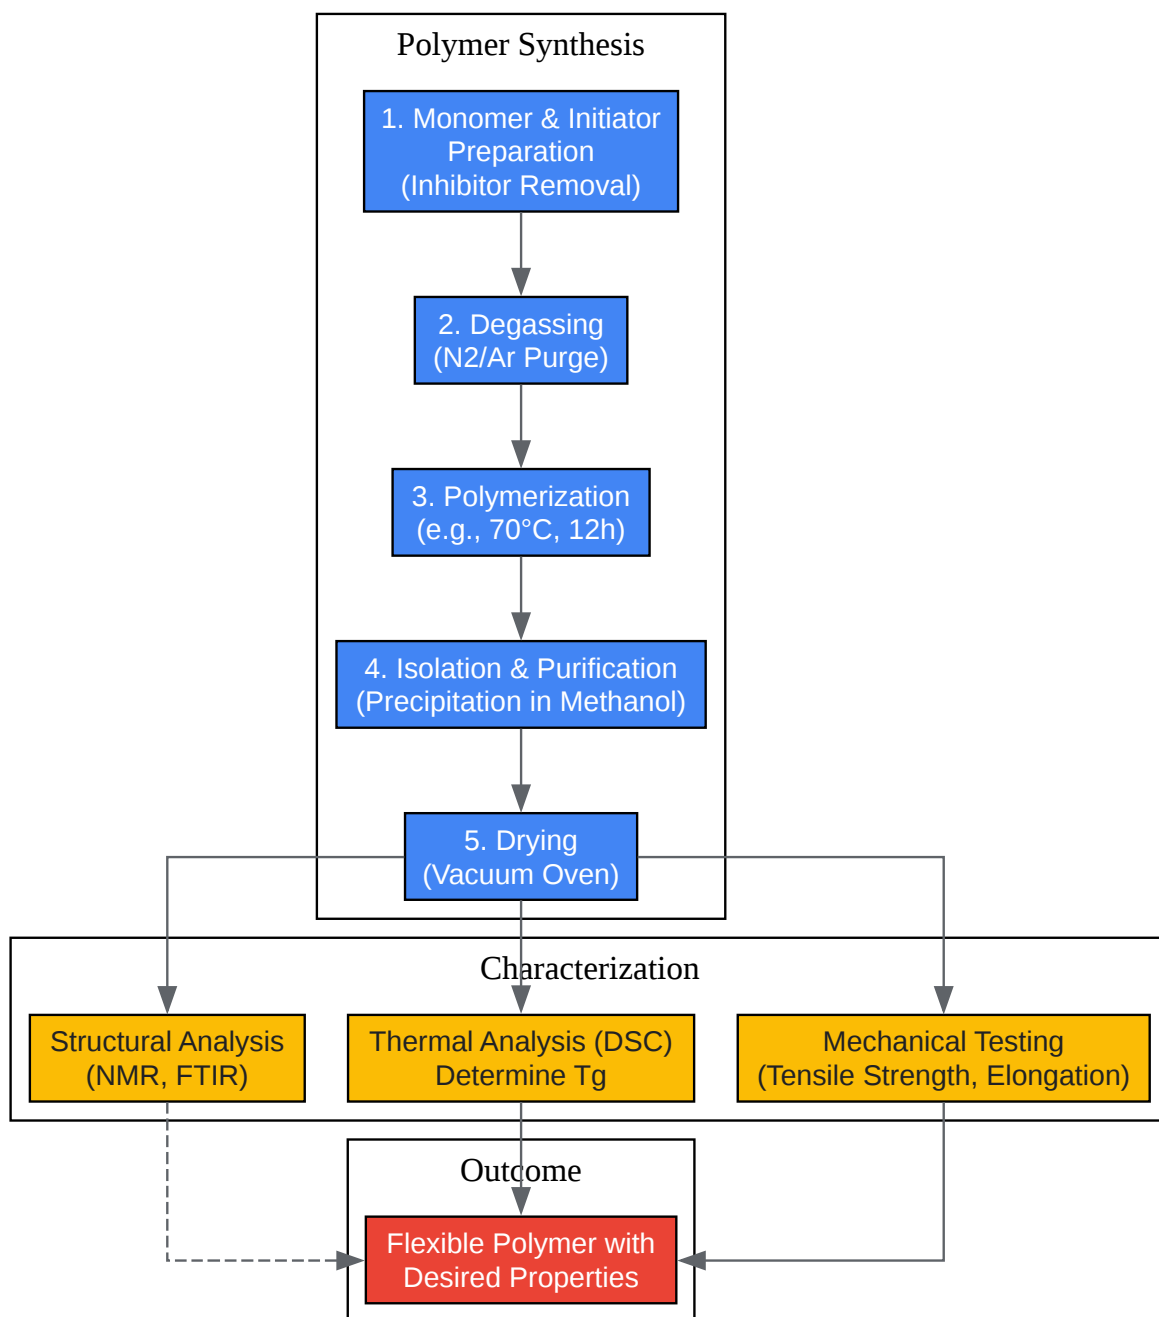 Polymer Synthesis
1. Monomer & Initiator
Preparation
(Inhibitor Removal)
2. Degassing
(N2/Ar Purge)
3. Polymerization
(e.g., 70°C, 12h)
4. Isolation & Purification
(Precipitation in Methanol)
5. Drying
(Vacuum Oven)
Characterization
Structural Analysis
(NMR, FTIR)
Thermal Analysis (DSC)
Determine Tg
Mechanical Testing
(Tensile Strength, Elongation)
Outcome
Flexible Polymer with
Desired Properties